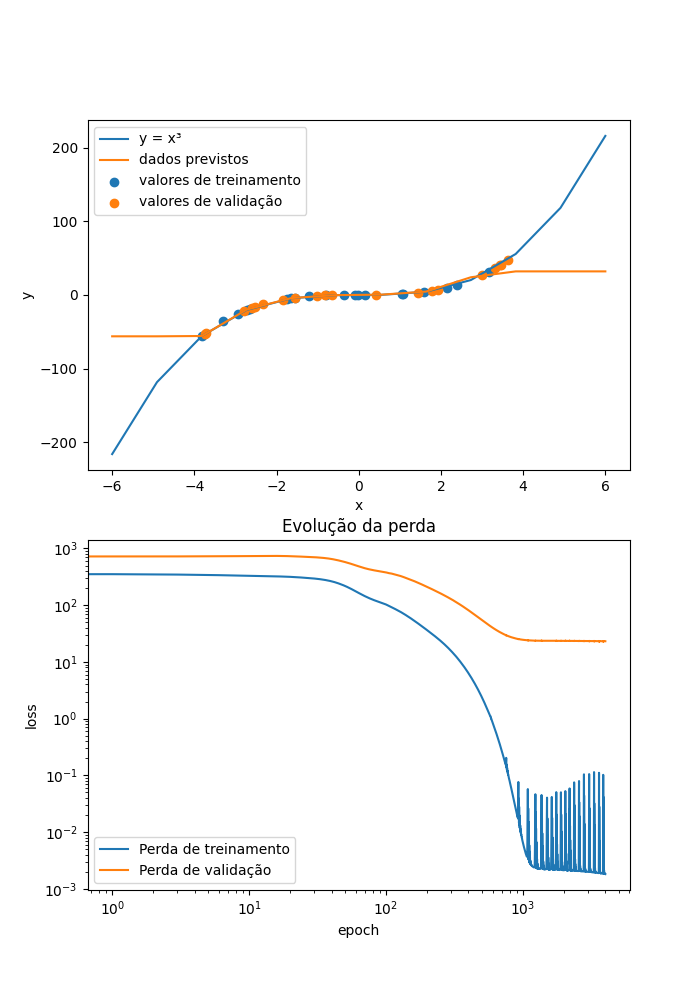 y = x³
dados previstos
valores de treinamento
valores de validação
200
100
0
−100
−200
y
−6
−4
−2
0
2
4
6
x
Evolução da perda
10³
10²
10¹
10⁰
10⁻¹
10⁻²
10⁻³
loss
Perda de treinamento
Perda de validação
10⁰
10¹
10²
10³
epoch